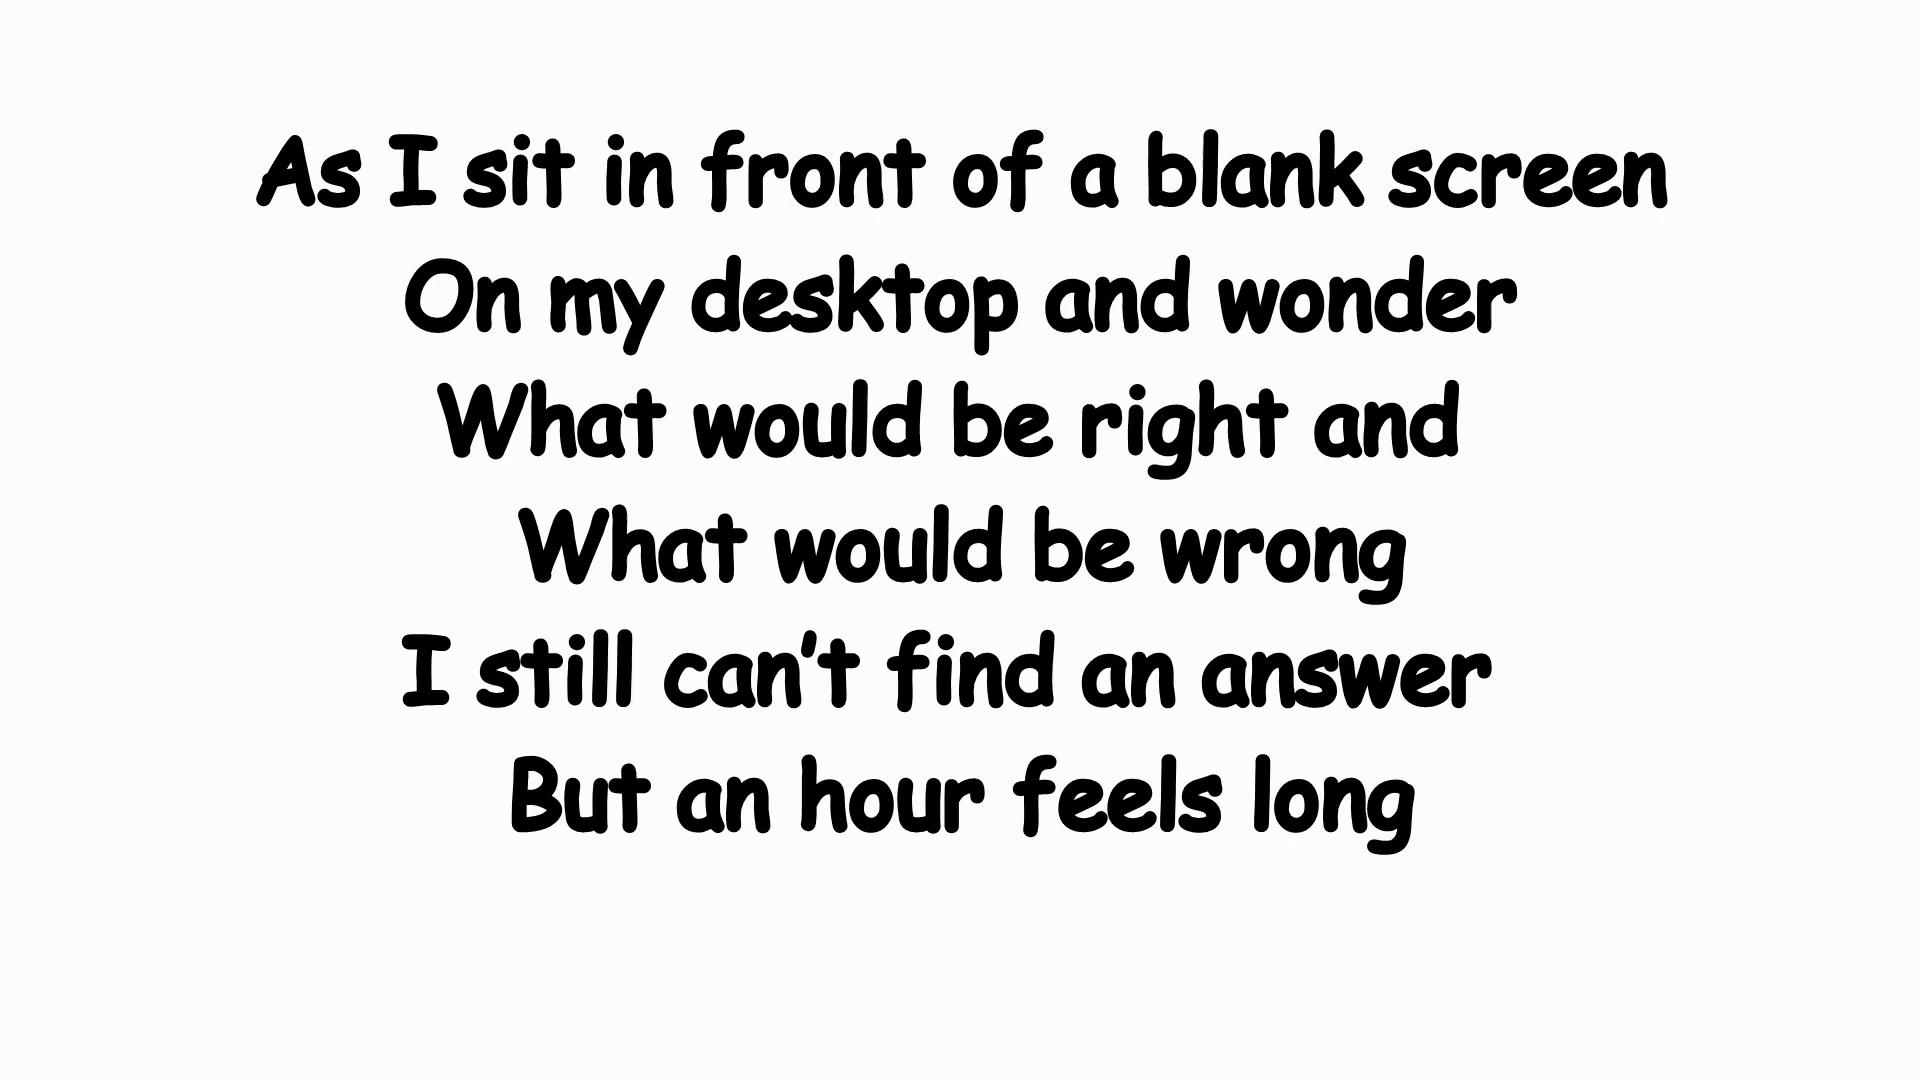 As I sit in front of a blank screen
On my desktop and wonder
What would be right and
What would be wrong
I still can't find an answer
But an hour feels long